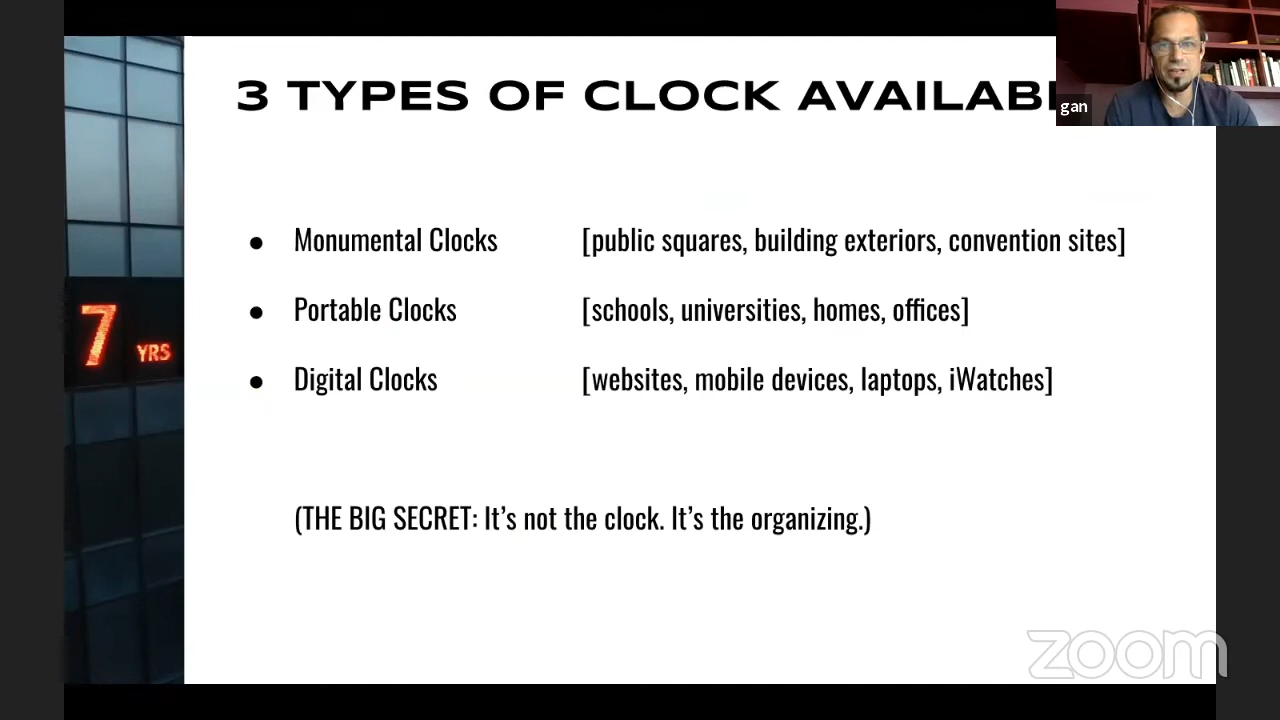 3 TYPES OF CLOCK AVAILAB
gan
● Monumental Clocks [public squares, building exteriors, convention sites]
● Portable Clocks [schools, universities, homes, offices]
7 YRS
● Digital Clocks [websites, mobile devices, laptops, iWatches]
(THE BIG SECRET: It’s not the clock. It’s the organizing.)
zoom